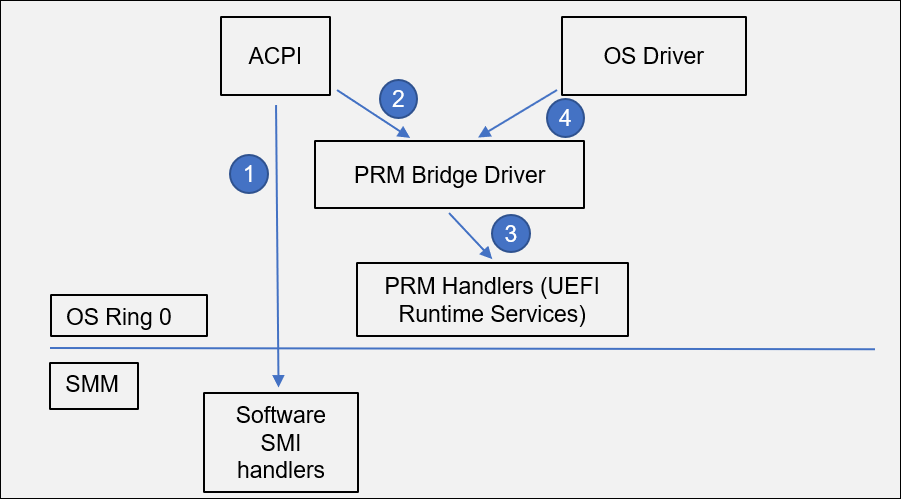 ACPI
OS Driver
2
4
1
PRM Bridge Driver
3
PRM Handlers (UEFI
Runtime Services)
OS Ring 0
SMM
Software
SMI
handlers